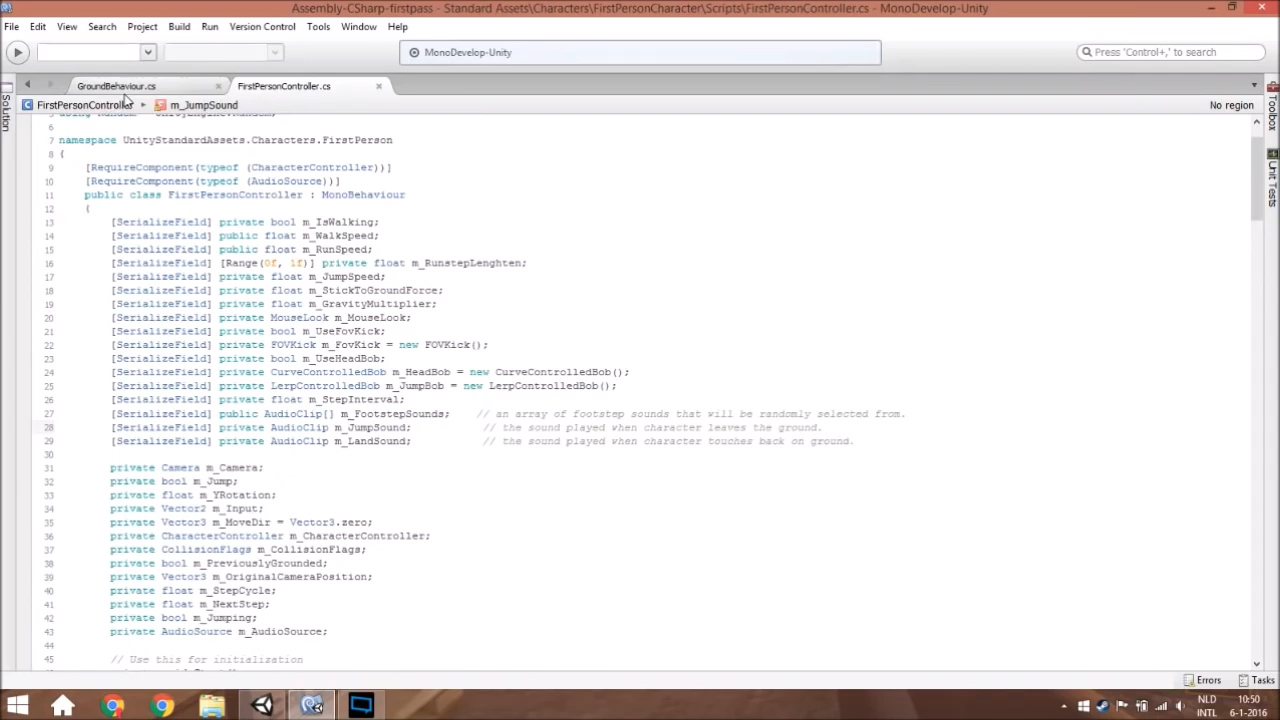 Assembly-CSharp-firstpass - Standard Assets\Characters\FirstPersonCharacter\Scripts\FirstPersonController.cs - MonoDevelop-Unity
File Edit View Search Project Build Run Version Control Tools Window Help
MonoDevelop-Unity
Press 'Control+,' to search
GroundBehaviour.cs
FirstPersonController.cs
Solution
FirstPersonController
m_JumpSound
No region
Toolbox
Unit Tests
6
7 namespace UnityStandardAssets.Characters.FirstPerson
8 {
9 [RequireComponent(typeof (CharacterController))]
10 [RequireComponent(typeof (AudioSource))]
11 public class FirstPersonController : MonoBehaviour
12 {
13 [SerializeField] private bool m_IsWalking;
14 [SerializeField] public float m_WalkSpeed;
15 [SerializeField] public float m_RunSpeed;
16 [SerializeField] [Range(0f, 1f)] private float m_RunstepLenghten;
17 [SerializeField] private float m_JumpSpeed;
18 [SerializeField] private float m_StickToGroundForce;
19 [SerializeField] private float m_GravityMultiplier;
20 [SerializeField] private MouseLook m_MouseLook;
21 [SerializeField] private bool m_UseFovKick;
22 [SerializeField] private FOVKick m_FovKick = new FOVKick();
23 [SerializeField] private bool m_UseHeadBob;
24 [SerializeField] private CurveControlledBob m_HeadBob = new CurveControlledBob();
25 [SerializeField] private LerpControlledBob m_JumpBob = new LerpControlledBob();
26 [SerializeField] private float m_StepInterval;
27 [SerializeField] public AudioClip[] m_FootstepSounds; // an array of footstep sounds that will be randomly selected from.
28 [SerializeField] private AudioClip m_JumpSound; // the sound played when character leaves the ground.
29 [SerializeField] private AudioClip m_LandSound; // the sound played when character touches back on ground.
30
31 private Camera m_Camera;
32 private bool m_Jump;
33 private float m_YRotation;
34 private Vector2 m_Input;
35 private Vector3 m_MoveDir = Vector3.zero;
36 private CharacterController m_CharacterController;
37 private CollisionFlags m_CollisionFlags;
38 private bool m_PreviouslyGrounded;
39 private Vector3 m_OriginalCameraPosition;
40 private float m_StepCycle;
41 private float m_NextStep;
42 private bool m_Jumping;
43 private AudioSource m_AudioSource;
44
45 // Use this for initialization
Errors Tasks
NLD 10:50
INTL 6-1-2016